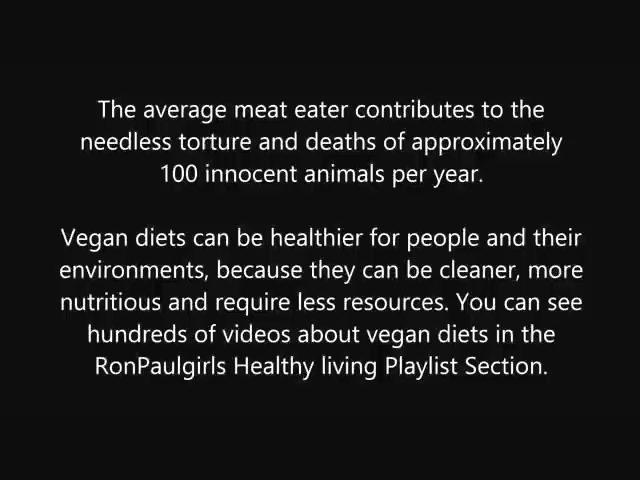 The average meat eater contributes to the
needless torture and deaths of approximately
100 innocent animals per year.
Vegan diets can be healthier for people and their
environments, because they can be cleaner, more
nutritious and require less resources. You can see
hundreds of videos about vegan diets in the
RonPaulgirls Healthy living Playlist Section.